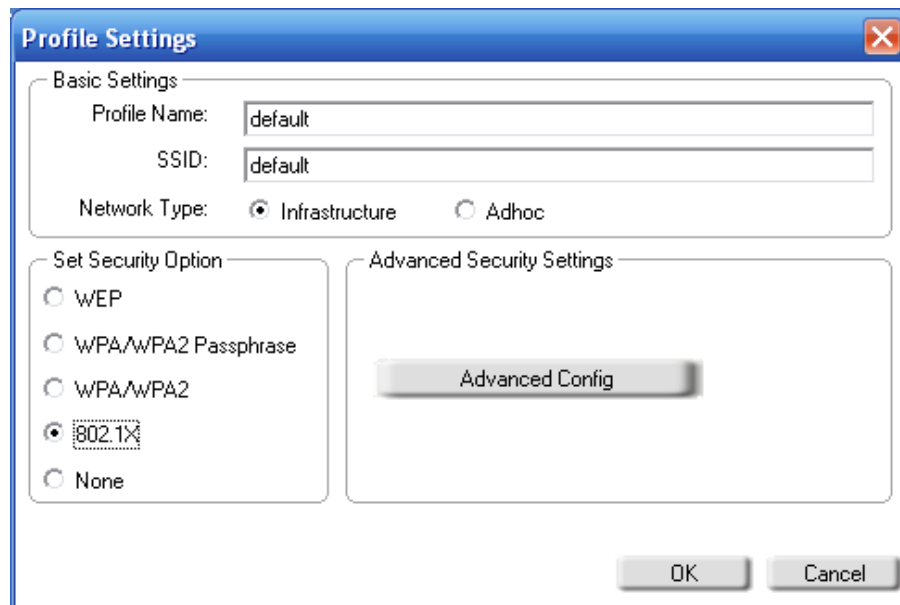 Profile Settings
Basic Settings
Profile Name: default
SSID: default
Network Type: Infrastructure Adhoc
Set Security Option
WEP
WPA/WPA2 Passphrase
WPA/WPA2
802.1X
None
Advanced Security Settings
Advanced Config
OK Cancel